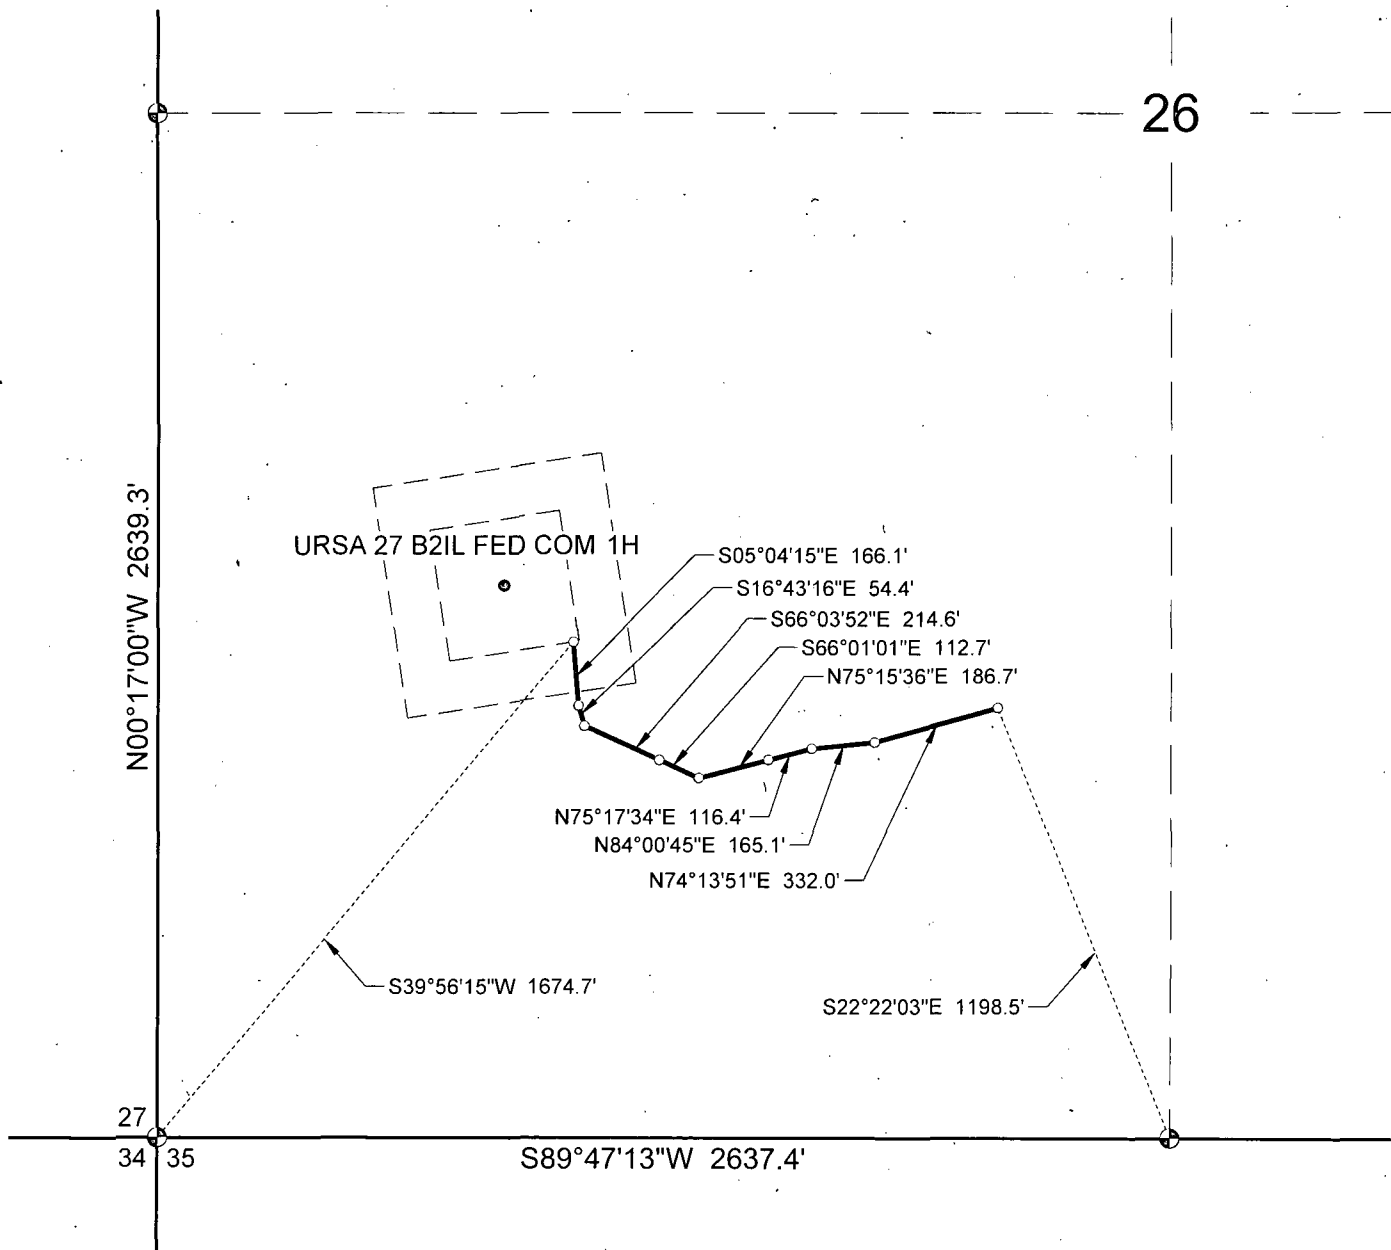 26
N00°17'00"W 2639.3'
URSA 27 B2IL FED COM 1H
S05°04'15"E 166.1'
S16°43'16"E 54.4'
S66°03'52"E 214.6'
S66°01'01"E 112.7'
N75°15'36"E 186.7'
N75°17'34"E 116.4'
N84°00'45"E 165.1'
N74°13'51"E 332.0'
S39°56'15"W 1674.7'
S22°22'03"E 1198.5'
27
34 35
S89°47'13"W 2637.4'